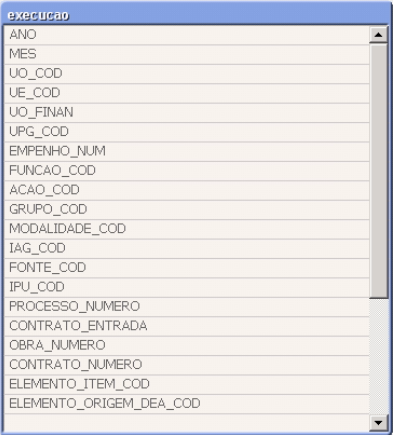 execucao
ANO
MES
UO_COD
UE_COD
UO_FINAN
UPG_COD
EMPENHO_NUM
FUNCAO_COD
ACAO_COD
GRUPO_COD
MODALIDADE_COD
IAG_COD
FONTE_COD
IPU_COD
PROCESSO_NUMERO
CONTRATO_ENTRADA
OBRA_NUMERO
CONTRATO_NUMERO
ELEMENTO_ITEM_COD
ELEMENTO_ORIGEM_DEA_COD